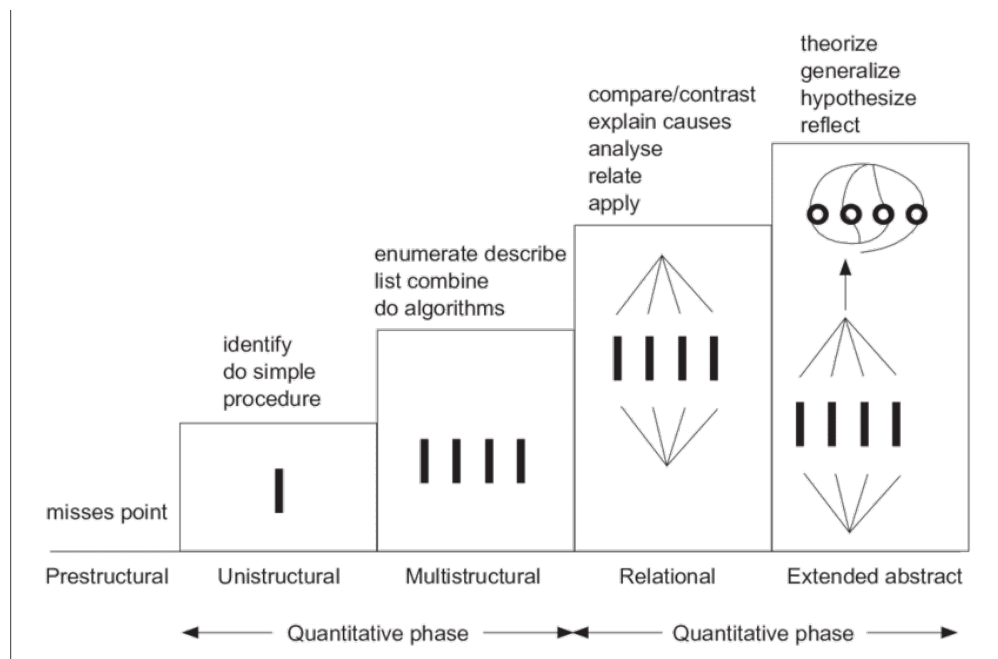 theorize
generalize
hypothesize
reflect
compare/contrast
explain causes
analyse
relate
apply
enumerate describe
list combine
do algorithms
identify
do simple
procedure
misses point
Prestructural
Unistructural
Multistructural
Relational
Extended abstract
Quantitative phase
Quantitative phase